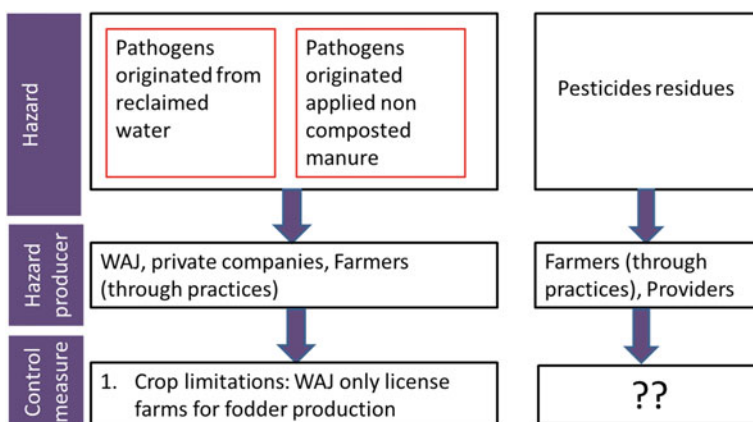 Hazard
Pathogens
originated from
reclaimed
water
Pathogens
originated
applied non
composted
manure
Pesticides residues
Hazard
producer
WAJ, private companies, Farmers
(through practices)
Farmers (through
practices), Providers
Control
measure
1. Crop limitations: WAJ only license
farms for fodder production
??